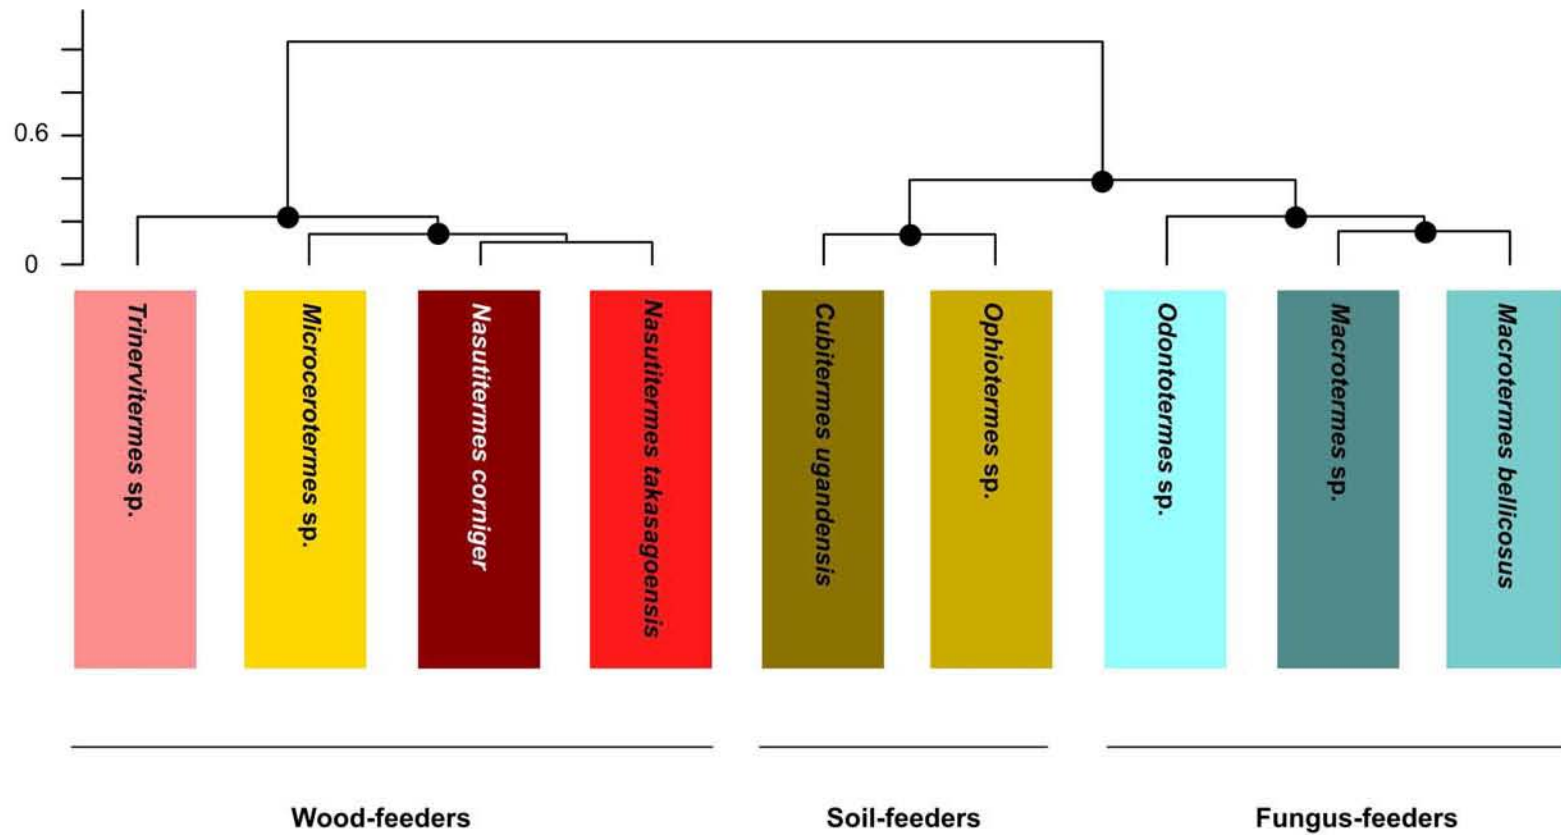 0.6
0
Trinervitermes sp.
Microcerotermes sp.
Nasutitermes corniger
Nasutitermes takasagoensis
Cubitermes ugandensis
Ophiotermes sp.
Odontotermes sp.
Macrotermes sp.
Macrotermes bellicosus
Wood-feeders
Soil-feeders
Fungus-feeders